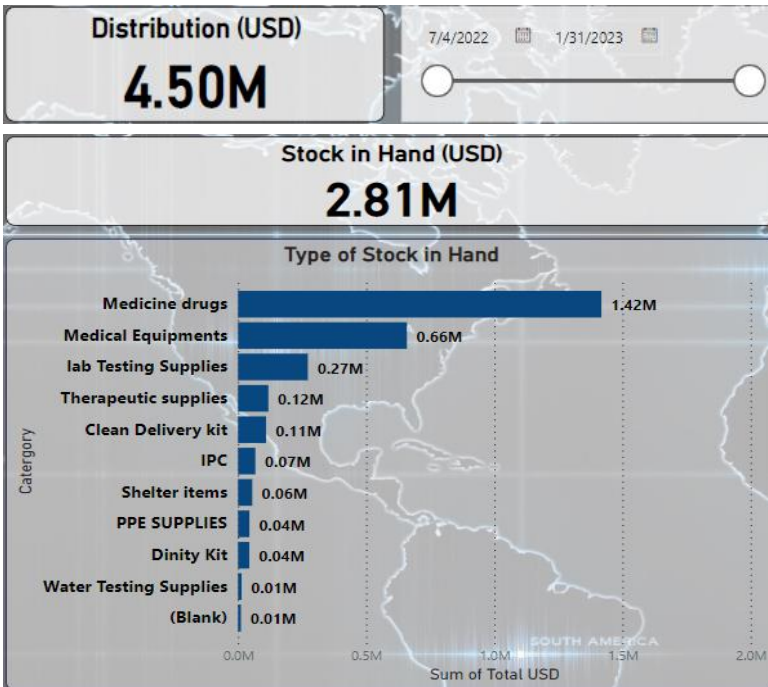 Distribution (USD)
4.50M
7/4/2022 1/31/2023
Stock in Hand (USD)
2.81M
Type of Stock in Hand
Catergory
Medicine drugs 1.42M
Medical Equipments 0.66M
lab Testing Supplies 0.27M
Therapeutic supplies 0.12M
Clean Delivery kit 0.11M
IPC 0.07M
Shelter items 0.06M
PPE SUPPLIES 0.04M
Dinity Kit 0.04M
Water Testing Supplies 0.01M
(Blank) 0.01M
SOUTH AMERICA
0.0M 0.5M 1.0M 1.5M 2.0M
Sum of Total USD